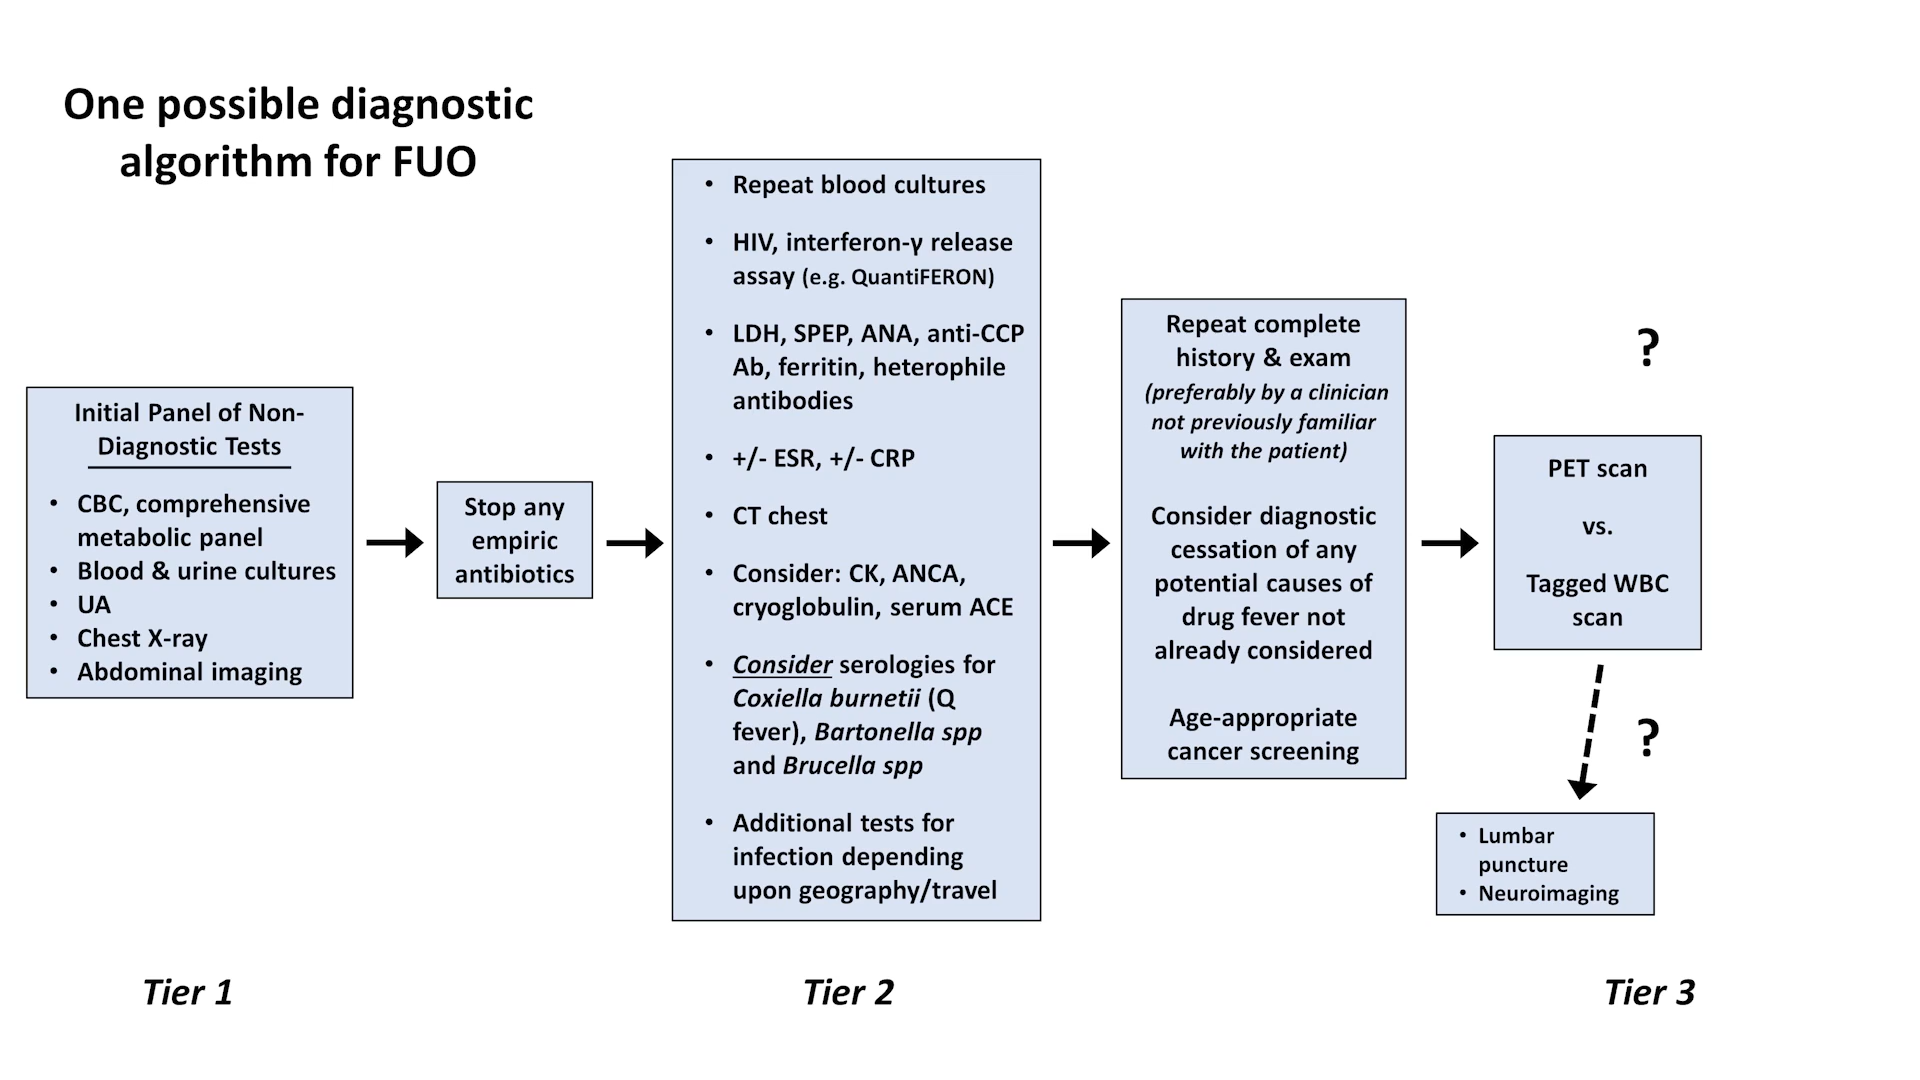 One possible diagnostic
algorithm for FUO
Initial Panel of Non-
Diagnostic Tests
• CBC, comprehensive
metabolic panel
• Blood & urine cultures
• UA
• Chest X-ray
• Abdominal imaging
Stop any
empiric
antibiotics
• Repeat blood cultures
• HIV, interferon-γ release
assay (e.g. QuantiFERON)
• LDH, SPEP, ANA, anti-CCP
Ab, ferritin, heterophile
antibodies
• +/- ESR, +/- CRP
• CT chest
• Consider: CK, ANCA,
cryoglobulin, serum ACE
• Consider serologies for
Coxiella burnetii (Q
fever), Bartonella spp
and Brucella spp
• Additional tests for
infection depending
upon geography/travel
Repeat complete
history & exam
(preferably by a clinician
not previously familiar
with the patient)
Consider diagnostic
cessation of any
potential causes of
drug fever not
already considered
Age-appropriate
cancer screening
?
PET scan
vs.
Tagged WBC
scan
?
• Lumbar
puncture
• Neuroimaging
Tier 1
Tier 2
Tier 3